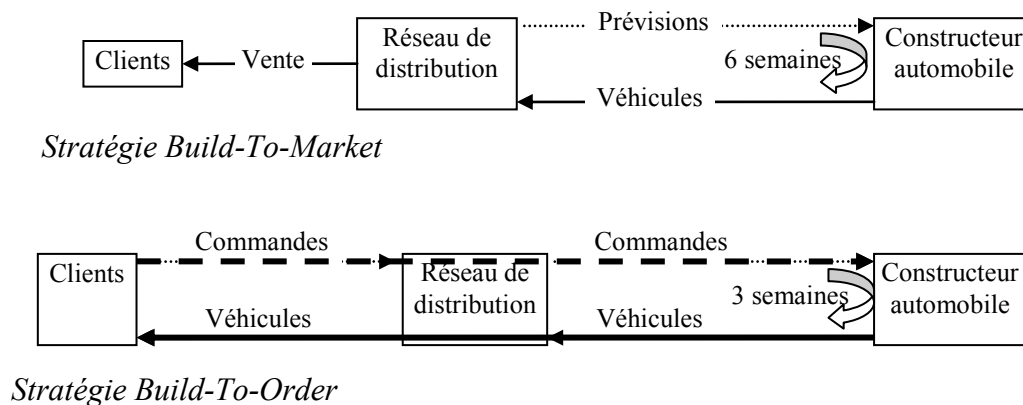 Prévisions
Clients
Vente
Réseau de
distribution
6 semaines
Constructeur
automobile
Véhicules
Stratégie Build-To-Market
Commandes
Commandes
Clients
Réseau de
distribution
3 semaines
Constructeur
automobile
Véhicules
Véhicules
Stratégie Build-To-Order